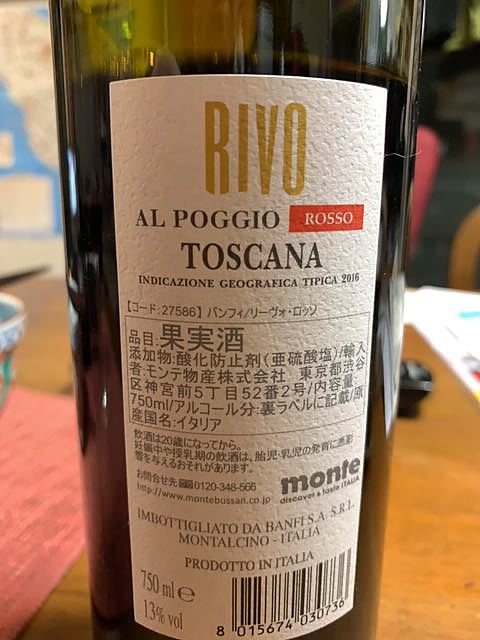 RIVO
AL POGGIO ROSSO
TOSCANA
INDICAZIONE GEOGRAFICA TIPICA 2016
【コード:27586】バンフィ/リーヴォ・ロッソ
品目:果実酒
添加物:酸化防止剤(亜硫酸塩)/輸入
者:モンテ物産株式会社 東京都渋谷
区神宮前5丁目52番2号/内容量
750ml/アルコール分:裏ラベルに記載/原
産国名:イタリア
飲酒は20歳になってから。
妊娠中や授乳期の飲酒は、胎児・乳児の発育に悪影
響を与えるおそれがあります。
お問合せ先 0120-348-566
http://www.montebussan.co.jp
monte
discover & taste ITALIA
IMBOTTIGLIATO DA BANFI S.A. S.R.L.
MONTALCINO - ITALIA
PRODOTTO IN ITALIA
750 ml e
13% vol
8 015674 030736